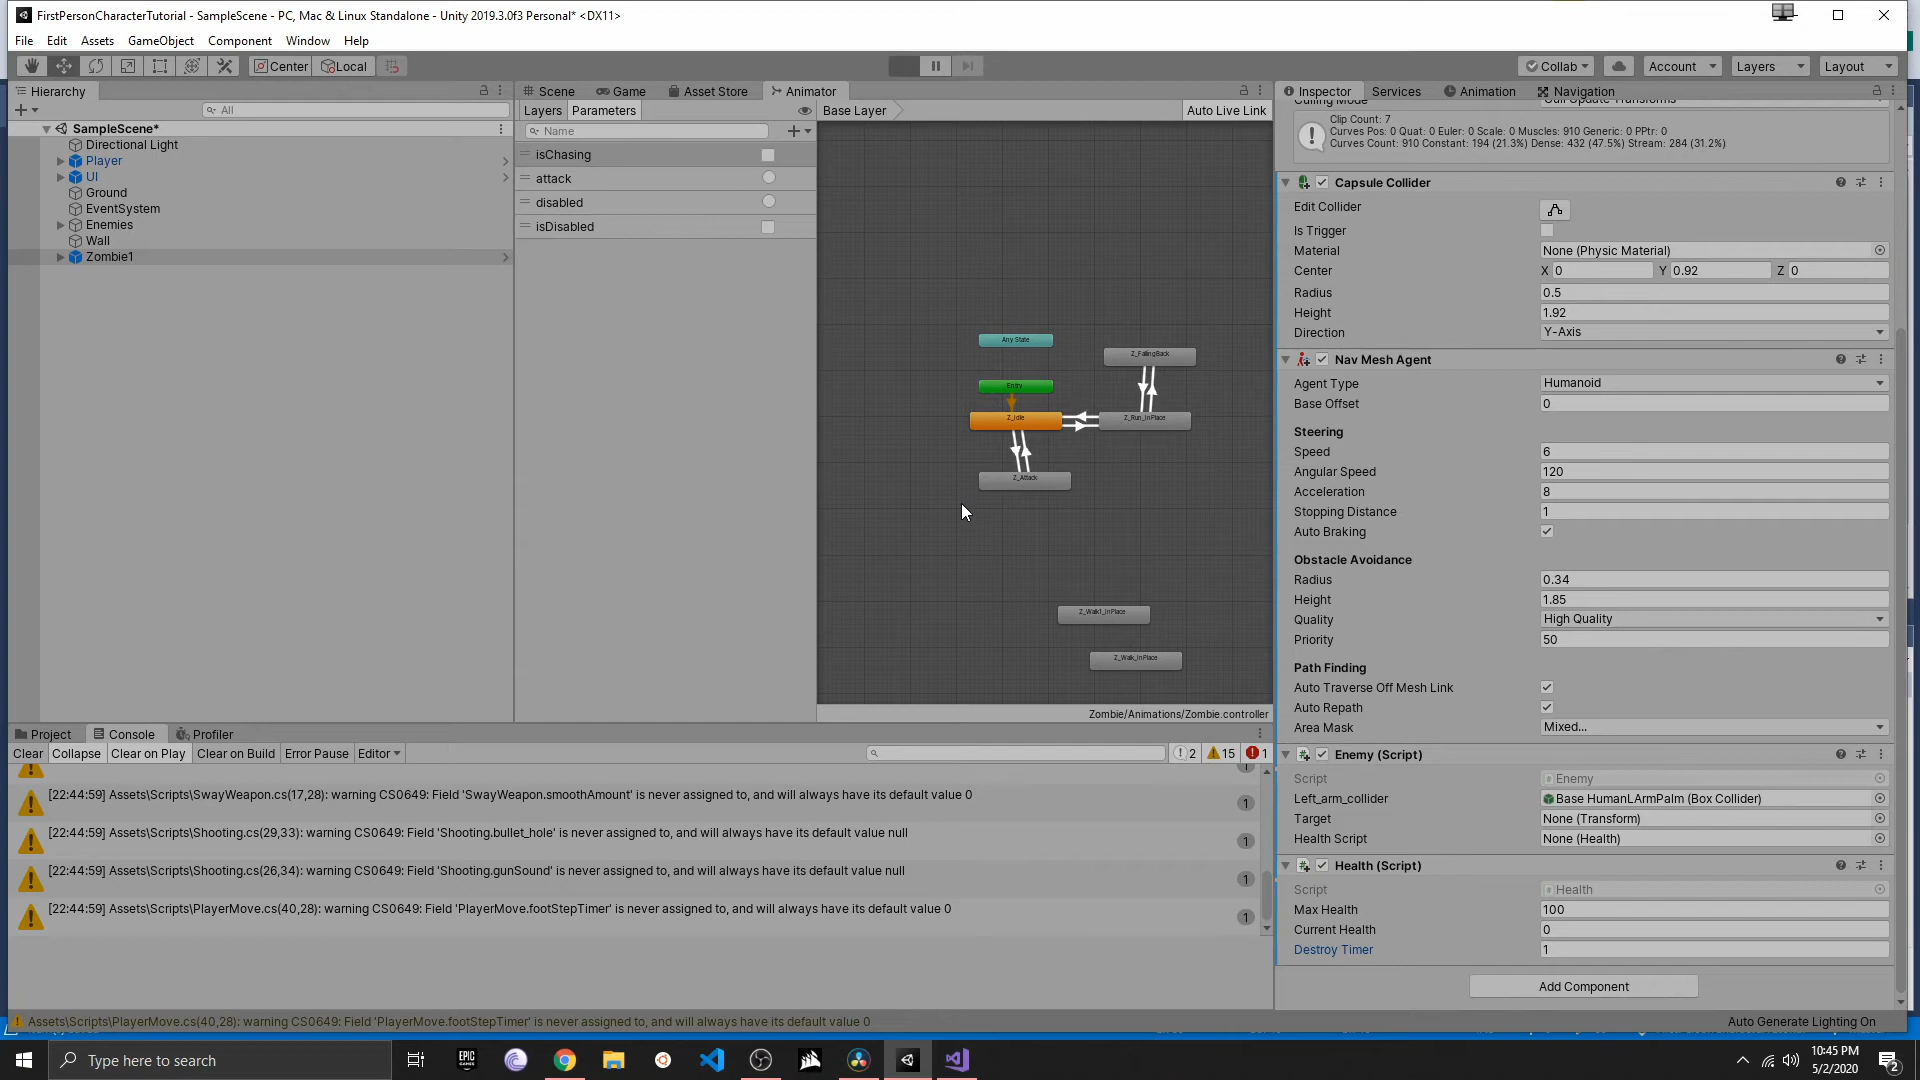 FirstPersonCharacterTutorial - SampleScene - PC, Mac & Linux Standalone - Unity 2019.3.0f3 Personal* <DX11>
File Edit Assets GameObject Component Window Help
Center Local Collab Account Layers Layout
Hierarchy
All
SampleScene*
Directional Light
Player
UI
Ground
EventSystem
Enemies
Wall
Zombie1
Scene Game Asset Store Animator
Layers Parameters Base Layer Auto Live Link
Name
isChasing
attack
disabled
isDisabled
Any State
Z_FallingBack
Entry
Z_Idle
Z_Run_InPlace
Z_Attack
Z_Walk1_InPlace
Z_Walk_InPlace
Zombie/Animations/Zombie.controller
Inspector Services Animation Navigation
Culling Mode Cull Update Transforms
Clip Count: 7
Curves Pos: 0 Quat: 0 Euler: 0 Scale: 0 Muscles: 910 Generic: 0 PPtr: 0
Curves Count: 910 Constant: 194 (21.3%) Dense: 432 (47.5%) Stream: 284 (31.2%)
Capsule Collider
Edit Collider
Is Trigger
Material None (Physic Material)
Center X 0 Y 0.92 Z 0
Radius 0.5
Height 1.92
Direction Y-Axis
Nav Mesh Agent
Agent Type Humanoid
Base Offset 0
Steering
Speed 6
Angular Speed 120
Acceleration 8
Stopping Distance 1
Auto Braking
Obstacle Avoidance
Radius 0.34
Height 1.85
Quality High Quality
Priority 50
Path Finding
Auto Traverse Off Mesh Link
Auto Repath
Area Mask Mixed...
Enemy (Script)
Script Enemy
Left_arm_collider Base HumanLArmPalm (Box Collider)
Target None (Transform)
Health Script None (Health)
Health (Script)
Script Health
Max Health 100
Current Health 0
Destroy Timer 1
Add Component
Project Console Profiler
Clear Collapse Clear on Play Clear on Build Error Pause Editor 2 15 1
[22:44:59] Assets\Scripts\SwayWeapon.cs(17,28): warning CS0649: Field 'SwayWeapon.smoothAmount' is never assigned to, and will always have its default value 0 1
[22:44:59] Assets\Scripts\Shooting.cs(29,33): warning CS0649: Field 'Shooting.bullet_hole' is never assigned to, and will always have its default value null 1
[22:44:59] Assets\Scripts\Shooting.cs(26,34): warning CS0649: Field 'Shooting.gunSound' is never assigned to, and will always have its default value null 1
[22:44:59] Assets\Scripts\PlayerMove.cs(40,28): warning CS0649: Field 'PlayerMove.footStepTimer' is never assigned to, and will always have its default value 0 1
Assets\Scripts\PlayerMove.cs(40,28): warning CS0649: Field 'PlayerMove.footStepTimer' is never assigned to, and will always have its default value 0
Auto Generate Lighting On
Type here to search
EPIC GAMES
10:45 PM
5/2/2020
2